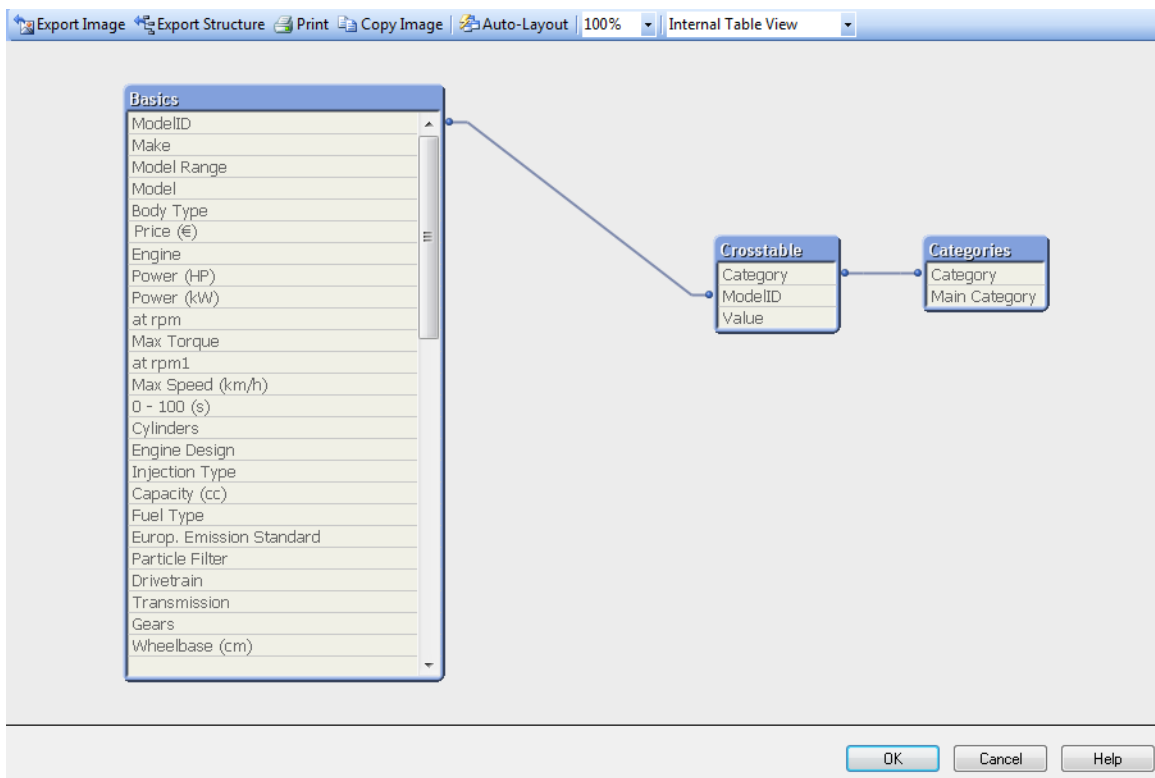 Export Image Export Structure Print Copy Image Auto-Layout 100% Internal Table View
Basics
ModelID
Make
Model Range
Model
Body Type
Price (€)
Engine
Power (HP)
Power (kW)
at rpm
Max Torque
at rpm1
Max Speed (km/h)
0 - 100 (s)
Cylinders
Engine Design
Injection Type
Capacity (cc)
Fuel Type
Europ. Emission Standard
Particle Filter
Drivetrain
Transmission
Gears
Wheelbase (cm)
Crosstable
Category
ModelID
Value
Categories
Category
Main Category
OK Cancel Help